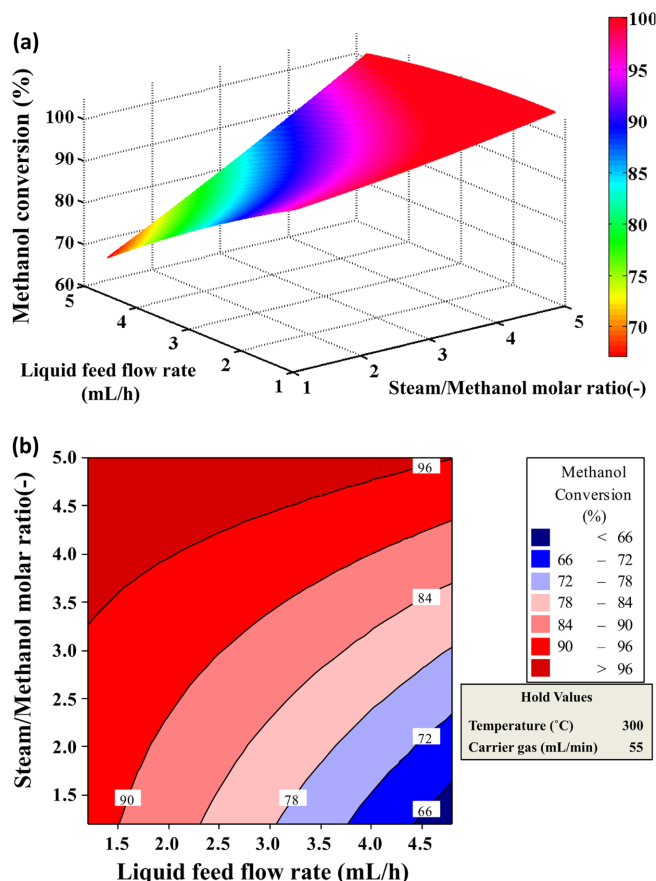 (a)
Methanol conversion (%)
100
90
80
70
60
5
4
3
2
1
Liquid feed flow rate
(mL/h)
1
2
3
4
5
Steam/Methanol molar ratio(-)
100
95
90
85
80
75
70
(b)
Steam/Methanol molar ratio(-)
5.0
4.5
4.0
3.5
3.0
2.5
2.0
1.5
96
84
72
90
78
66
1.5 2.0 2.5 3.0 3.5 4.0 4.5
Liquid feed flow rate (mL/h)
Methanol
Conversion
(%)
< 66
66 – 72
72 – 78
78 – 84
84 – 90
90 – 96
> 96
Hold Values
Temperature (˚C) 300
Carrier gas (mL/min) 55